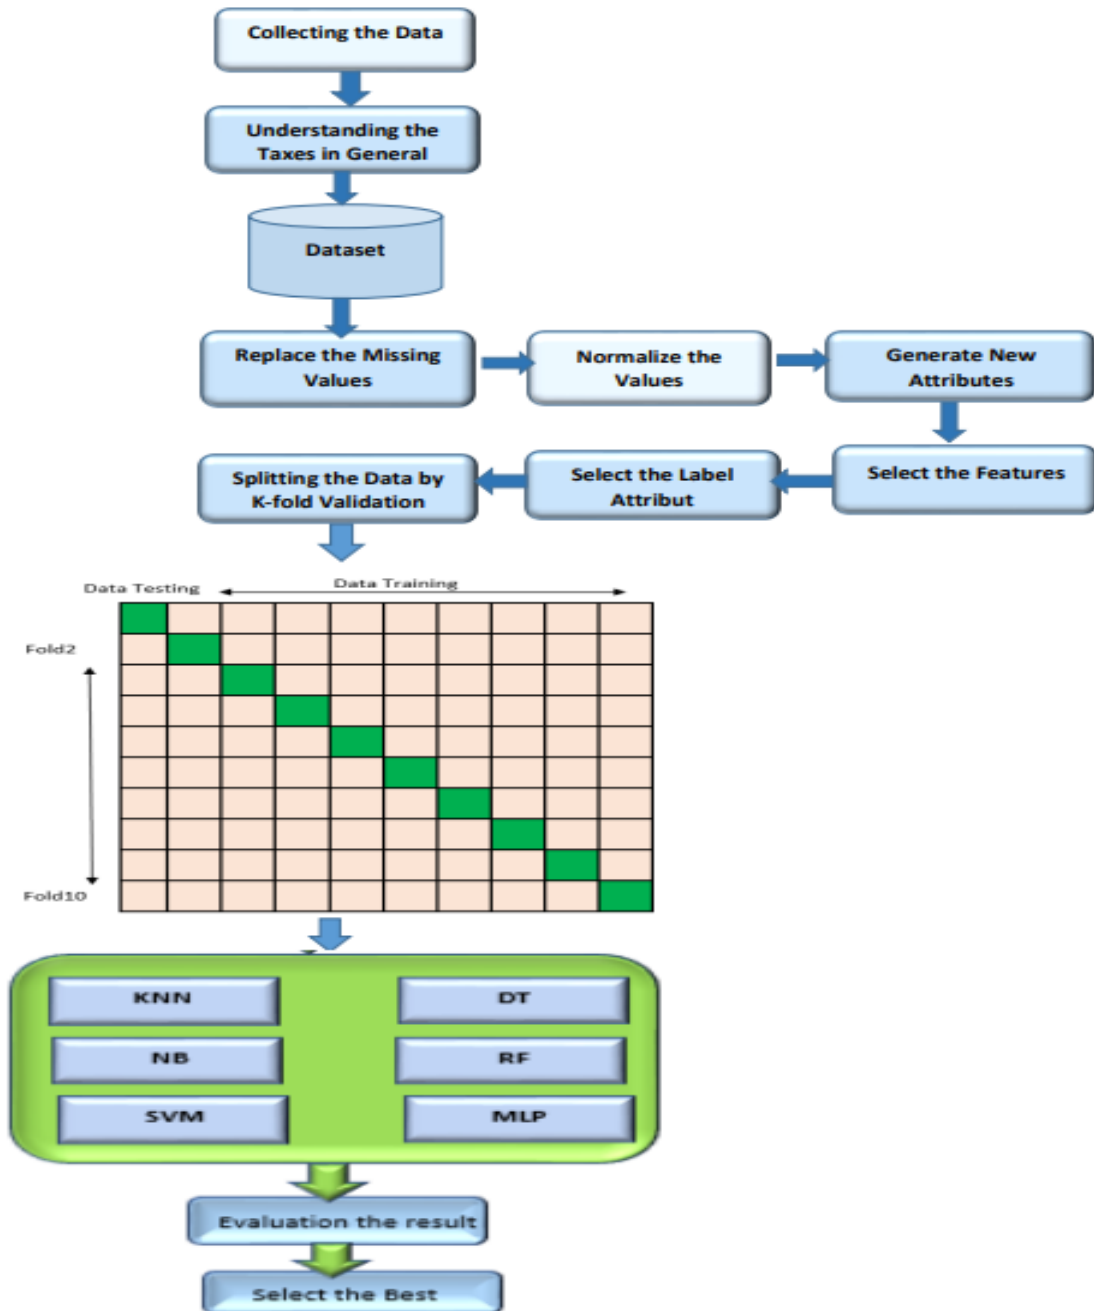 Collecting the Data
Understanding the
Taxes in General
Dataset
Replace the Missing
Values
Normalize the
Values
Generate New
Attributes
Select the Features
Select the Label
Attribut
Splitting the Data by
K-fold Validation
Data Testing
Data Training
Fold2
Fold10
KNN
DT
NB
RF
SVM
MLP
Evaluation the result
Select the Best